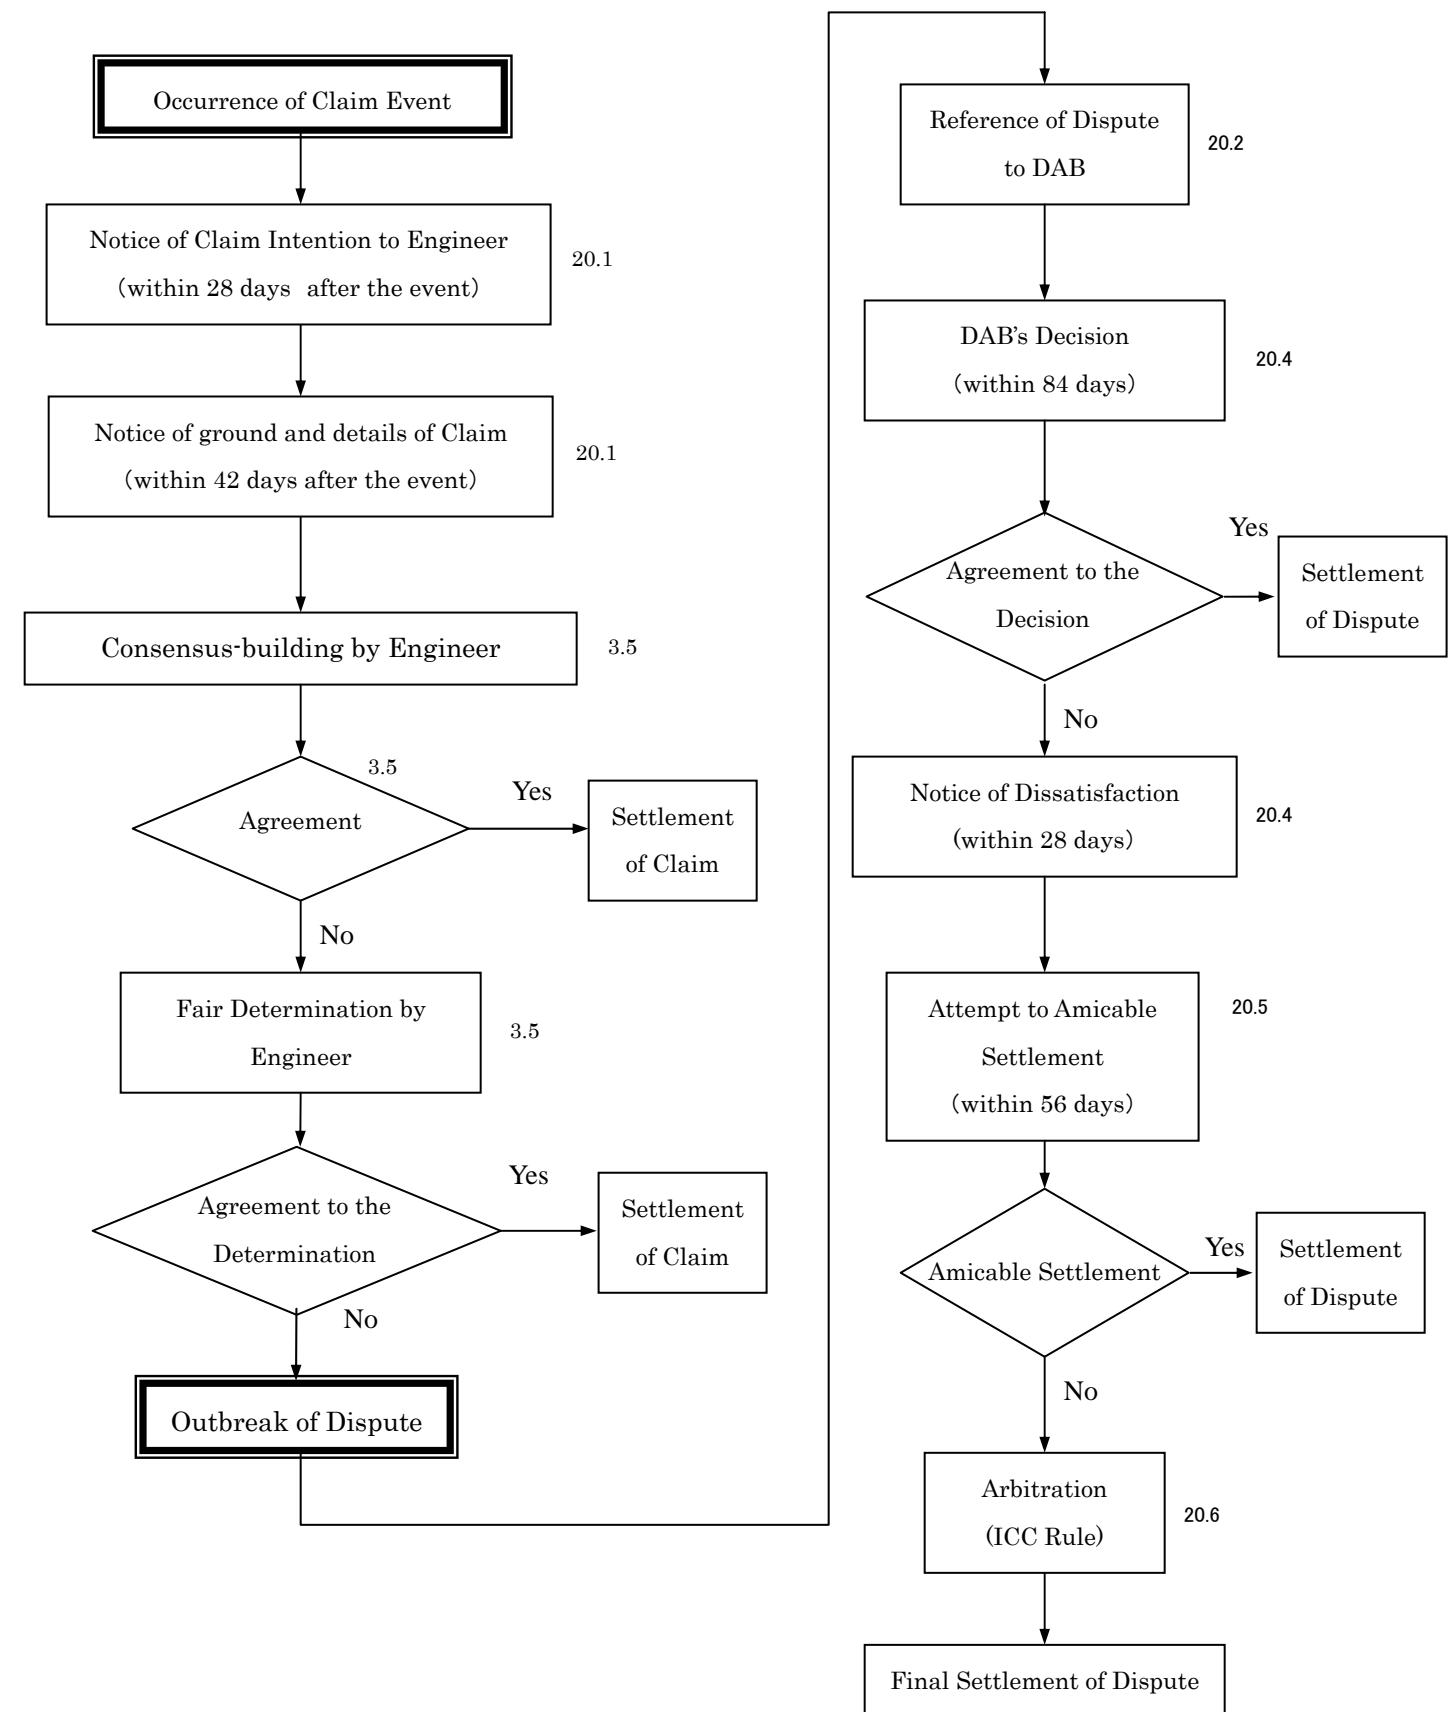 Occurrence of Claim Event
Notice of Claim Intention to Engineer
(within 28 days after the event)
20.1
Notice of ground and details of Claim
(within 42 days after the event)
20.1
Consensus-building by Engineer
3.5
3.5
Agreement
Yes
Settlement
of Claim
No
Fair Determination by
Engineer
3.5
Agreement to the
Determination
Yes
Settlement
of Claim
No
Outbreak of Dispute
Reference of Dispute
to DAB
20.2
DAB's Decision
(within 84 days)
20.4
Agreement to the
Decision
Yes
Settlement
of Dispute
No
Notice of Dissatisfaction
(within 28 days)
20.4
Attempt to Amicable
Settlement
(within 56 days)
20.5
Amicable Settlement
Yes
Settlement
of Dispute
No
Arbitration
(ICC Rule)
20.6
Final Settlement of Dispute